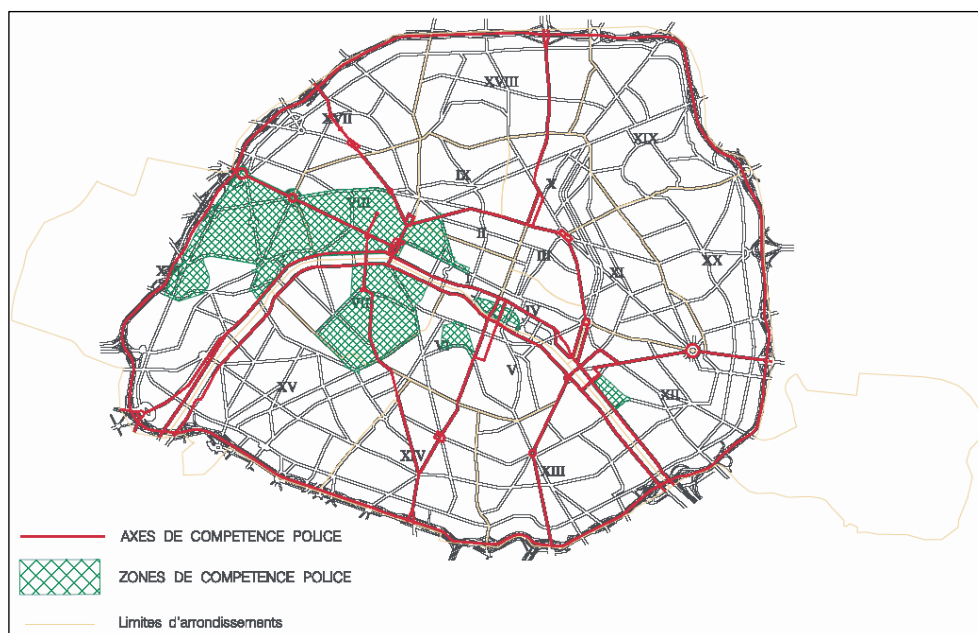 XVIII
XVII
XIX
IX
X
VIII
II
III
XI
XX
XVI
I
VII
IV
VI
V
XV
XII
XIV
XIII
AXES DE COMPETENCE POLICE
ZONES DE COMPETENCE POLICE
Limites d'arrondissements